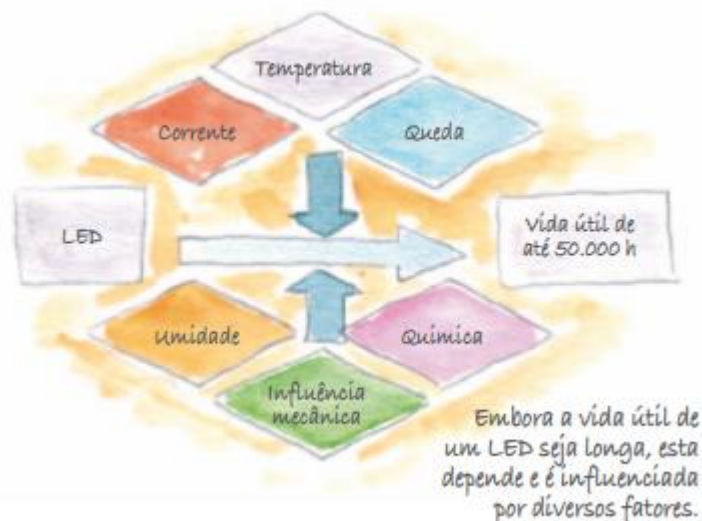 Temperatura
Corrente
Queda
LED
Vida útil de
até 50.000 h
Umidade
Química
Influência
mecânica
Embora a vida útil de
um LED seja longa, esta
depende e é influenciada
por diversos fatores.